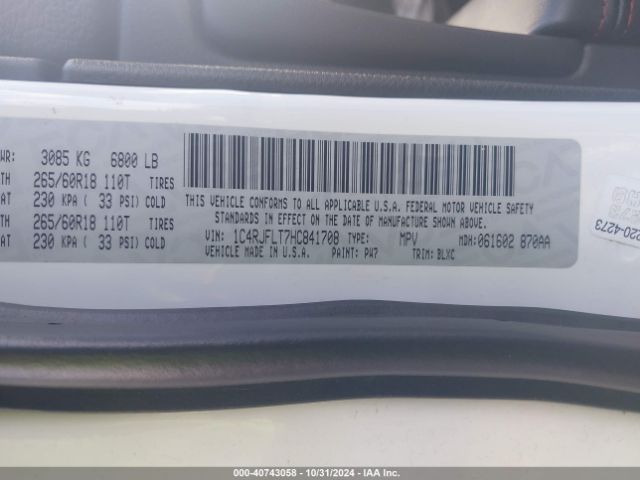 WR: 3085 KG 6800 LB
TH 265/60R18 110T TIRES
AT 230 KPA ( 33 PSI) COLD
TH 265/60R18 110T TIRES
AT 230 KPA ( 33 PSI) COLD
THIS VEHICLE CONFORMS TO ALL APPLICABLE U.S.A. FEDERAL MOTOR VEHICLE SAFETY
STANDARDS IN EFFECT ON THE DATE OF MANUFACTURE SHOWN ABOVE.
VIN: 1C4RJFLT7HC841708 TYPE: MPV MDH:061602 870AA
VEHICLE MADE IN U.S.A. PAINT: PW7 TRIM: BLXC
220-4273
000-40743058 - 10/31/2024 - IAAI.COM